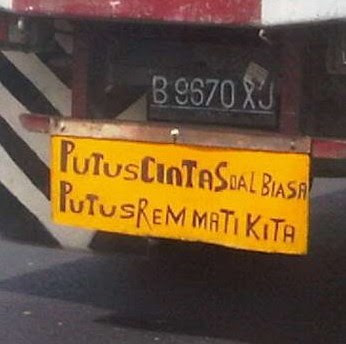 B 9670 XJ
PUTUS CINTA SOAL BIASA
PUTUS REM MATI KITA